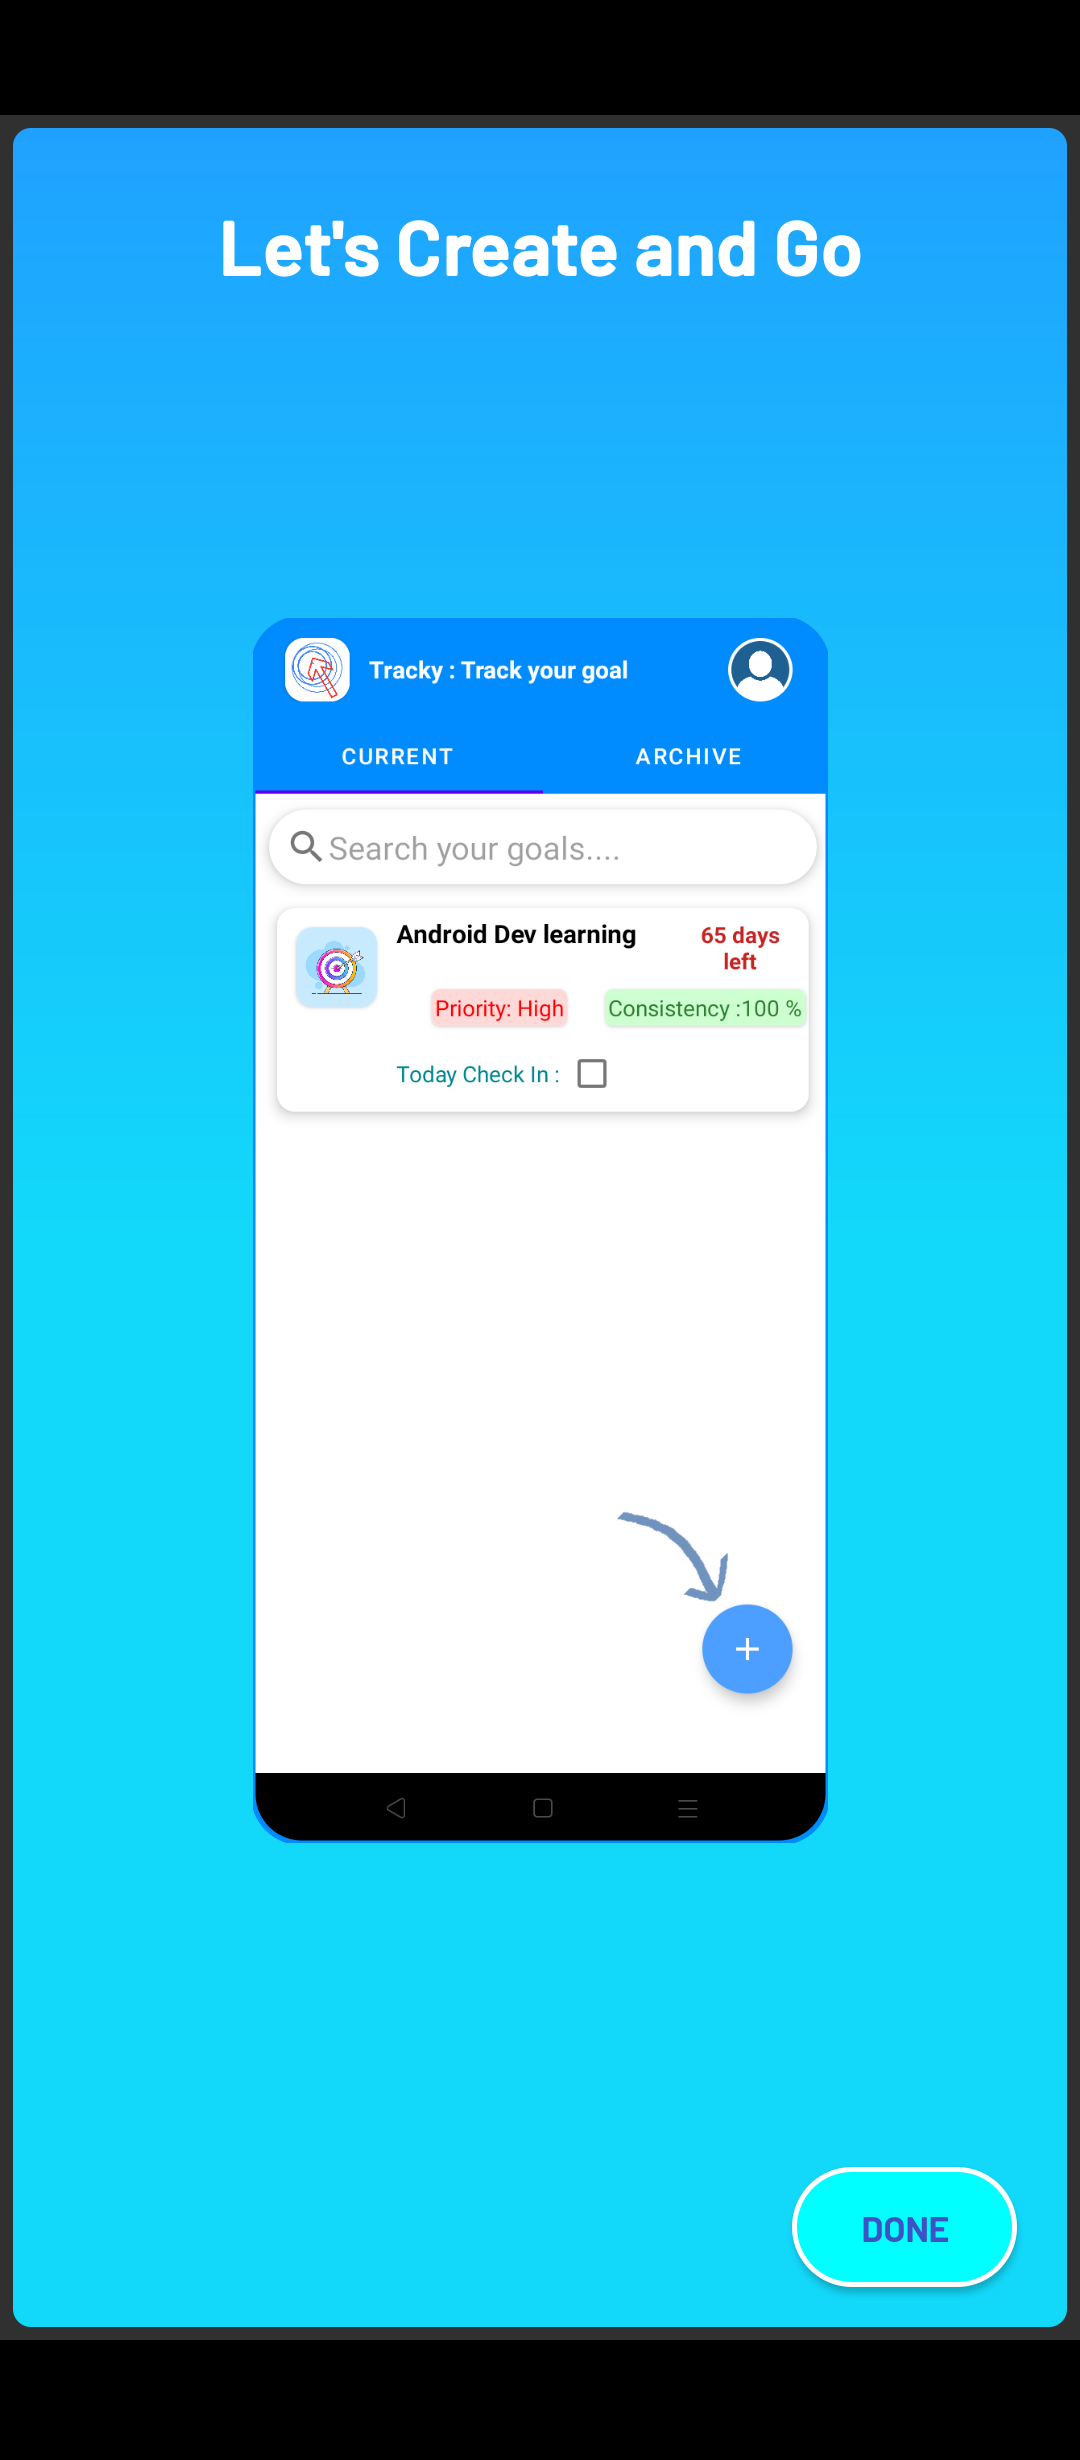 Let's Create and Go
Tracky : Track your goal
CURRENT
ARCHIVE
Search your goals....
Android Dev learning
65 days
left
Priority: High
Consistency :100 %
Today Check In :
+
DONE